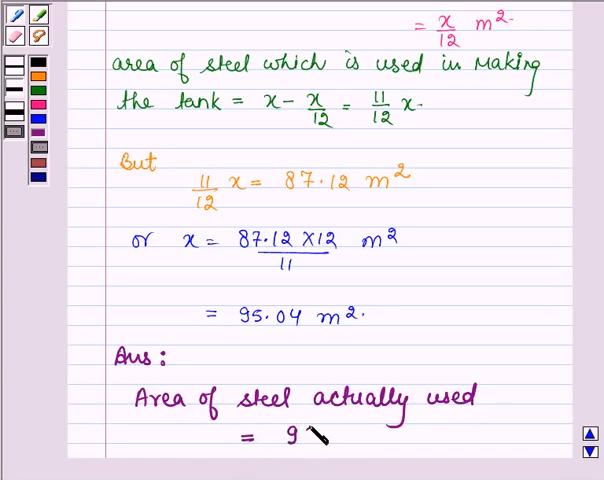 = x/12 m².
area of steel which is used in Making
the tank = x - x/12 = 11/12 x.
But
11/12 x = 87.12 m²
or x = 87.12 X 12 / 11 m²
= 95.04 m².
Ans :
Area of steel actually used
= 9